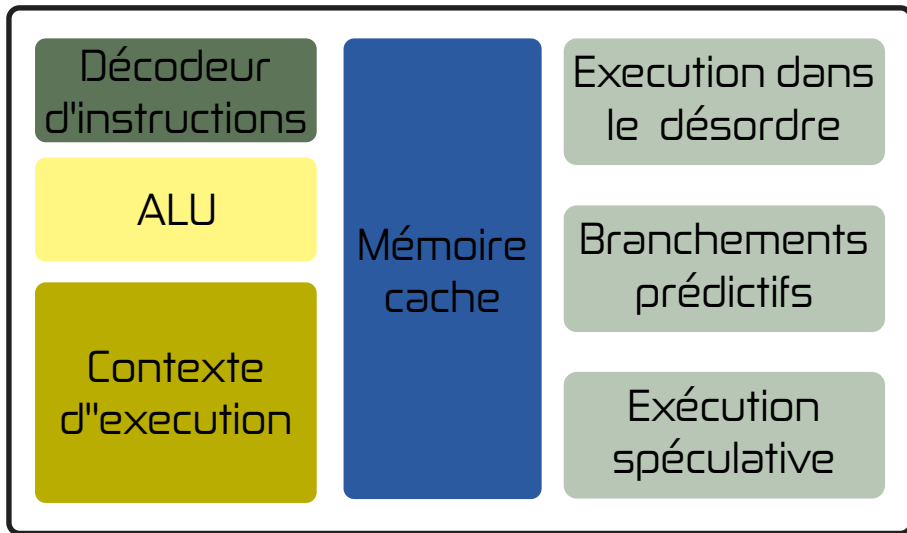 Décodeur
d'instructions
ALU
Contexte
d''execution
Mémoire
cache
Execution dans
le désordre
Branchements
prédictifs
Exécution
spéculative